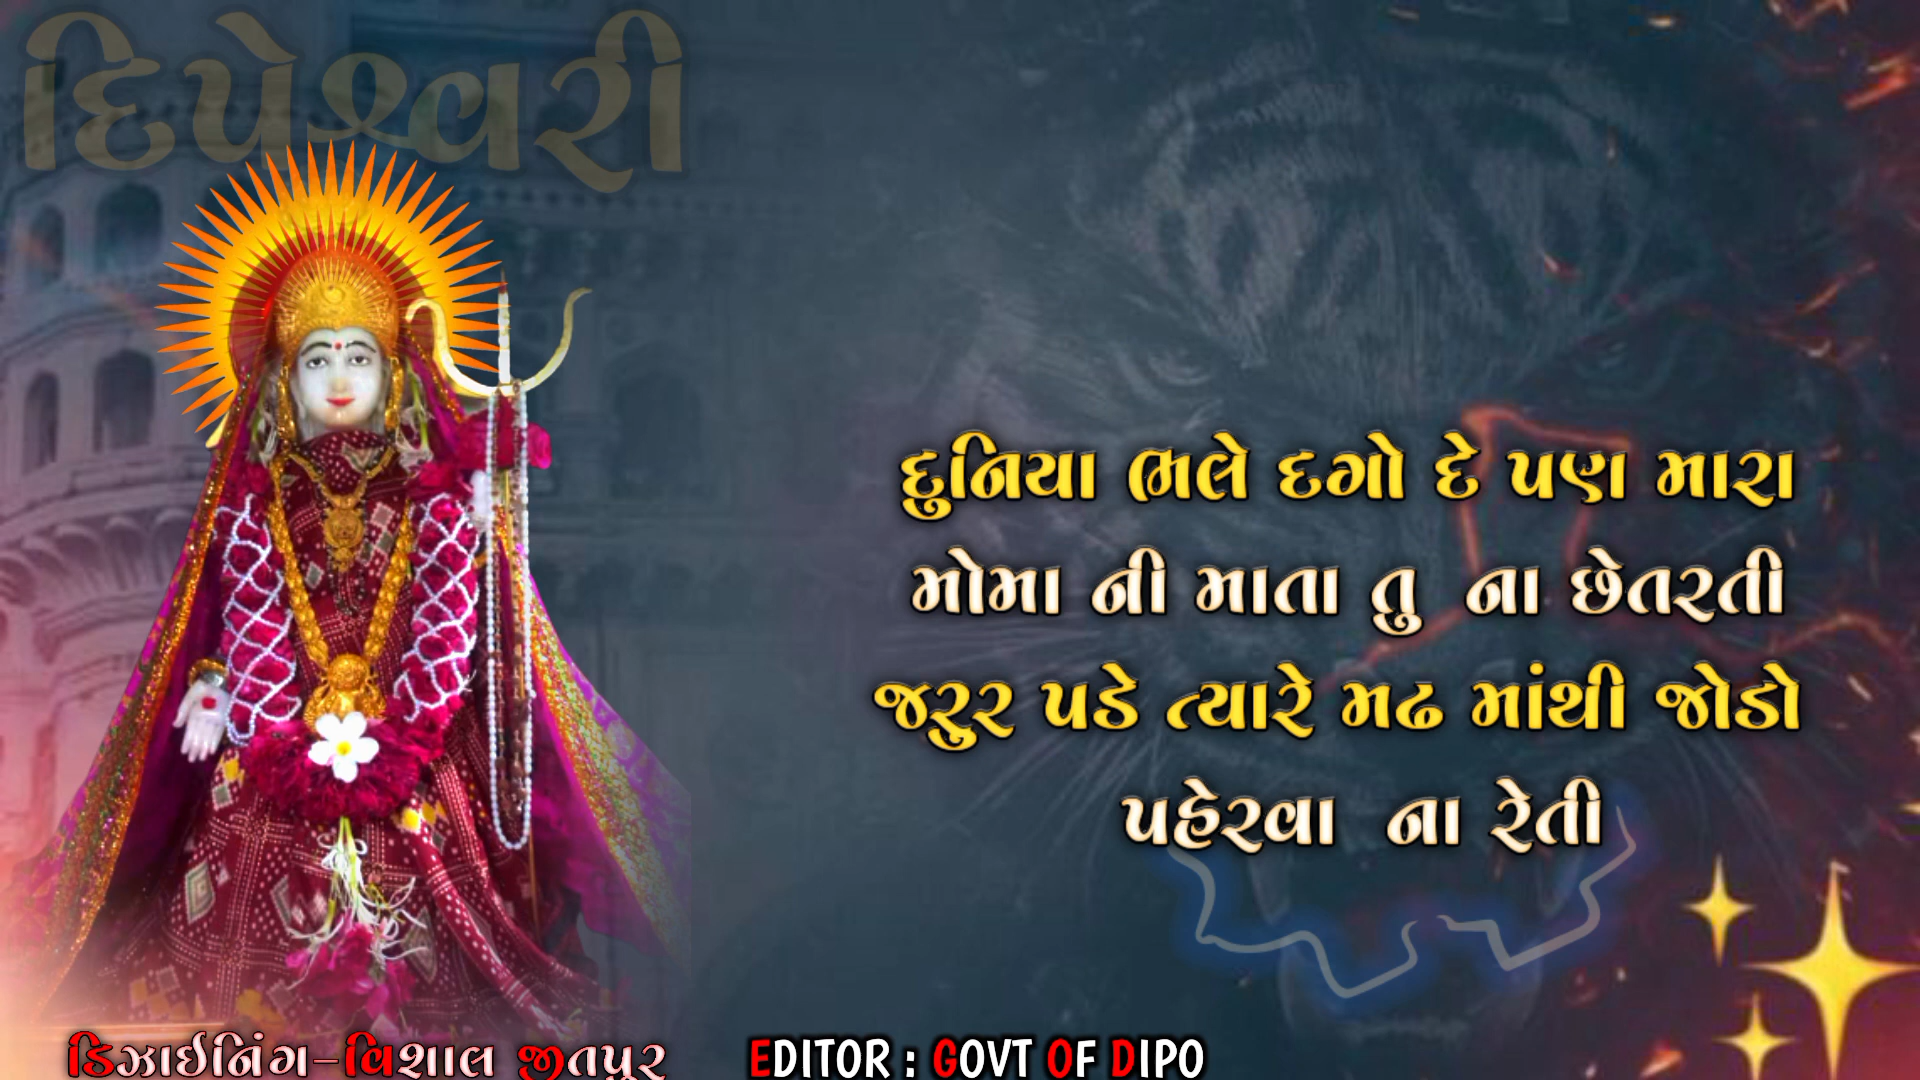 દિપેશ્વરી
દુનિયા ભલે દગો દે પણ મારા
મોમા ની માતા તુ ના છેતરતી
જરુર પડે ત્યારે મઢ માંથી જોડો
પહેરવા ના રેતી
ડિઝાઈનિંગ-વિશાલ જીતપુર
EDITOR : GOVT OF DIPO